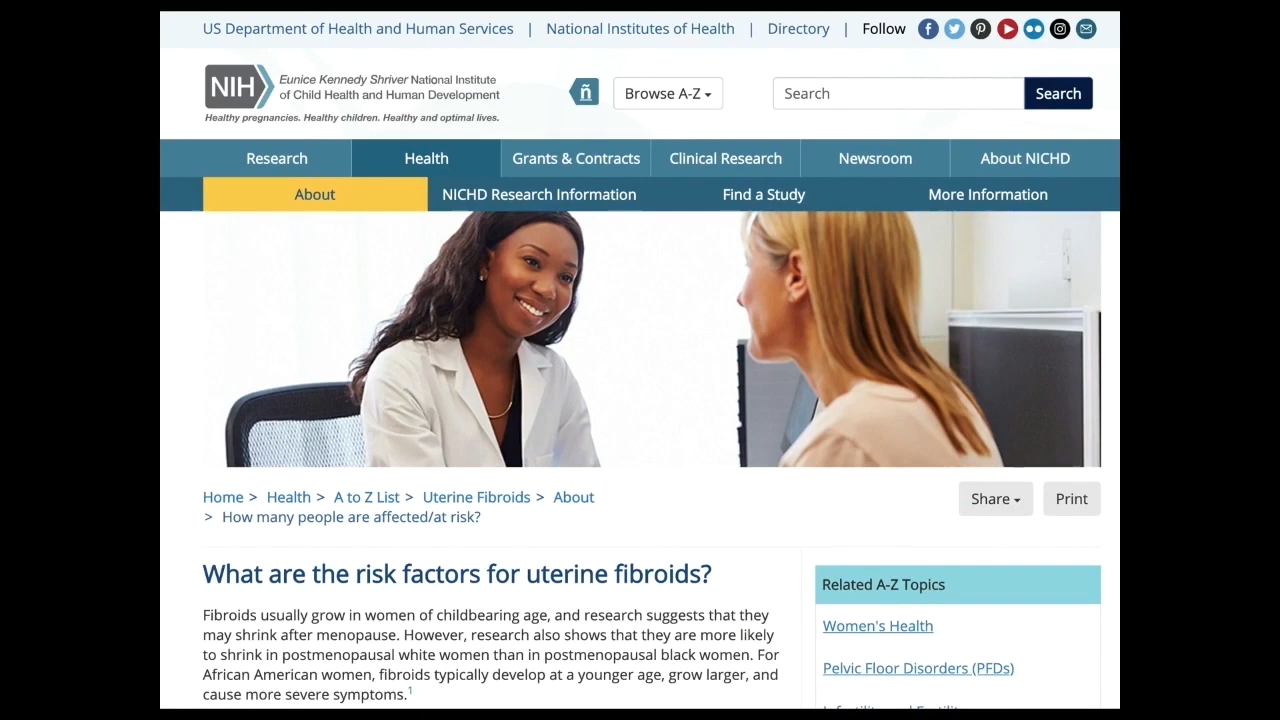 US Department of Health and Human Services | National Institutes of Health | Directory | Follow
NIH Eunice Kennedy Shriver National Institute
of Child Health and Human Development
Healthy pregnancies. Healthy children. Healthy and optimal lives.
ñ
Browse A-Z
Search
Search
Research
Health
Grants & Contracts
Clinical Research
Newsroom
About NICHD
About
NICHD Research Information
Find a Study
More Information
Home > Health > A to Z List > Uterine Fibroids > About
> How many people are affected/at risk?
Share
Print
What are the risk factors for uterine fibroids?
Fibroids usually grow in women of childbearing age, and research suggests that they
may shrink after menopause. However, research also shows that they are more likely
to shrink in postmenopausal white women than in postmenopausal black women. For
African American women, fibroids typically develop at a younger age, grow larger, and
cause more severe symptoms.1
Related A-Z Topics
Women's Health
Pelvic Floor Disorders (PFDs)